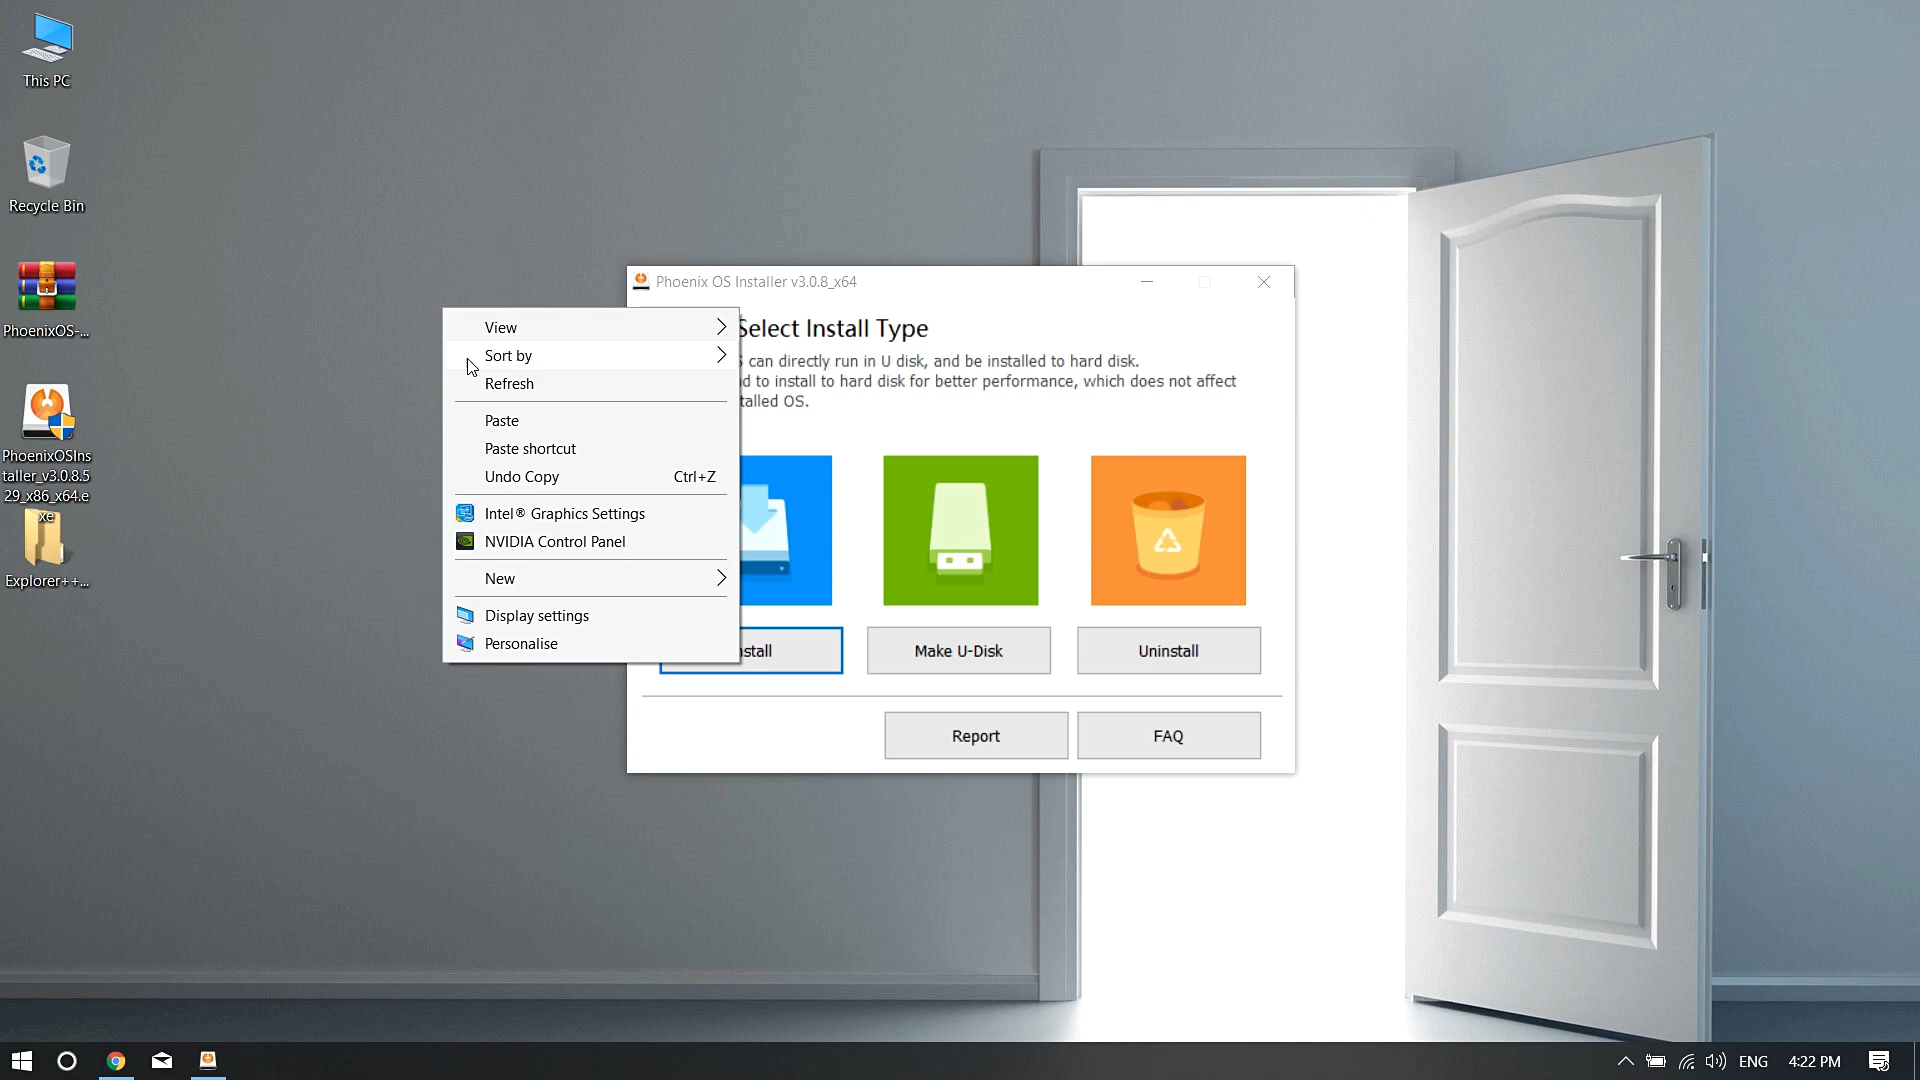 This PC
Recycle Bin
PhoenixOS-...
PhoenixOSIns
taller_v3.0.8.5
29_x86_x64.e
xe
Explorer++...
View
Sort by
Refresh
Paste
Paste shortcut
Undo Copy Ctrl+Z
Intel® Graphics Settings
NVIDIA Control Panel
New
Display settings
Personalise
Phoenix OS Installer v3.0.8_x64
Select Install Type
can directly run in U disk, and be installed to hard disk.
d to install to hard disk for better performance, which does not affect
talled OS.
stall
Make U-Disk
Uninstall
Report
FAQ
ENG
4:22 PM